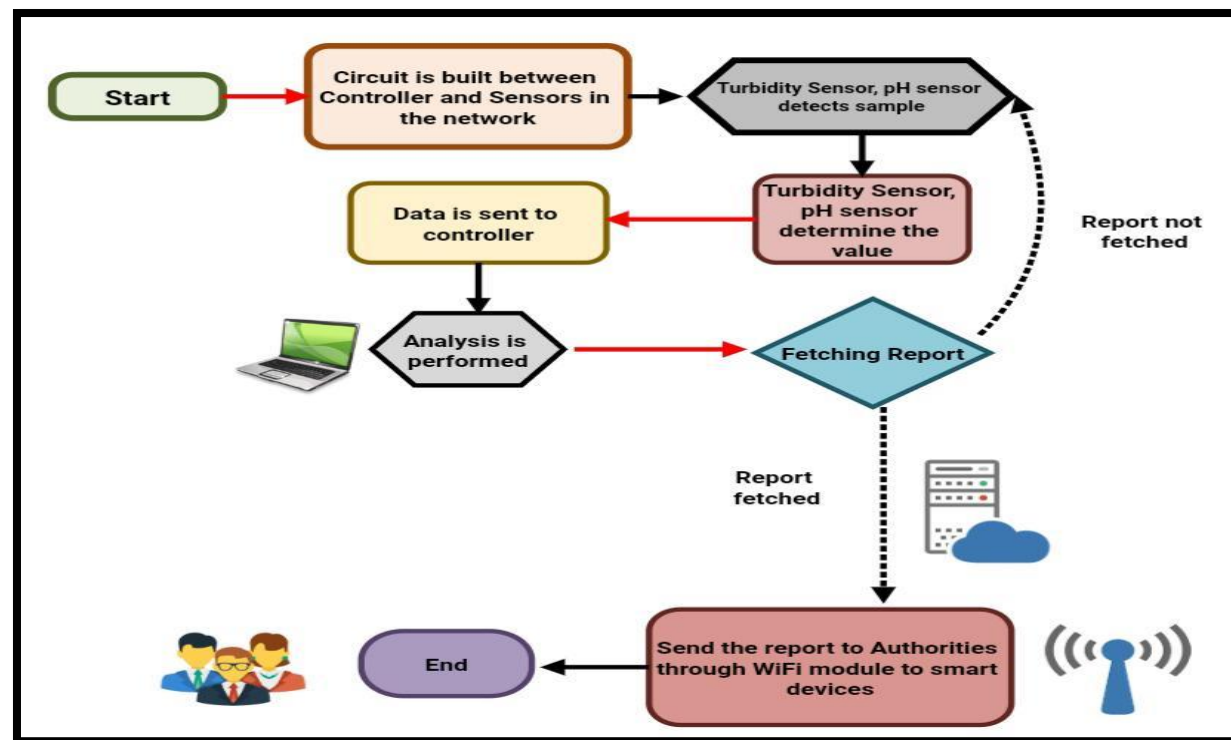 Start
Circuit is built between
Controller and Sensors in
the network
Turbidity Sensor, pH sensor
detects sample
Turbidity Sensor,
pH sensor
determine the
value
Data is sent to
controller
Report not
fetched
Analysis is
performed
Fetching Report
Report
fetched
Send the report to Authorities
through WiFi module to smart
devices
End